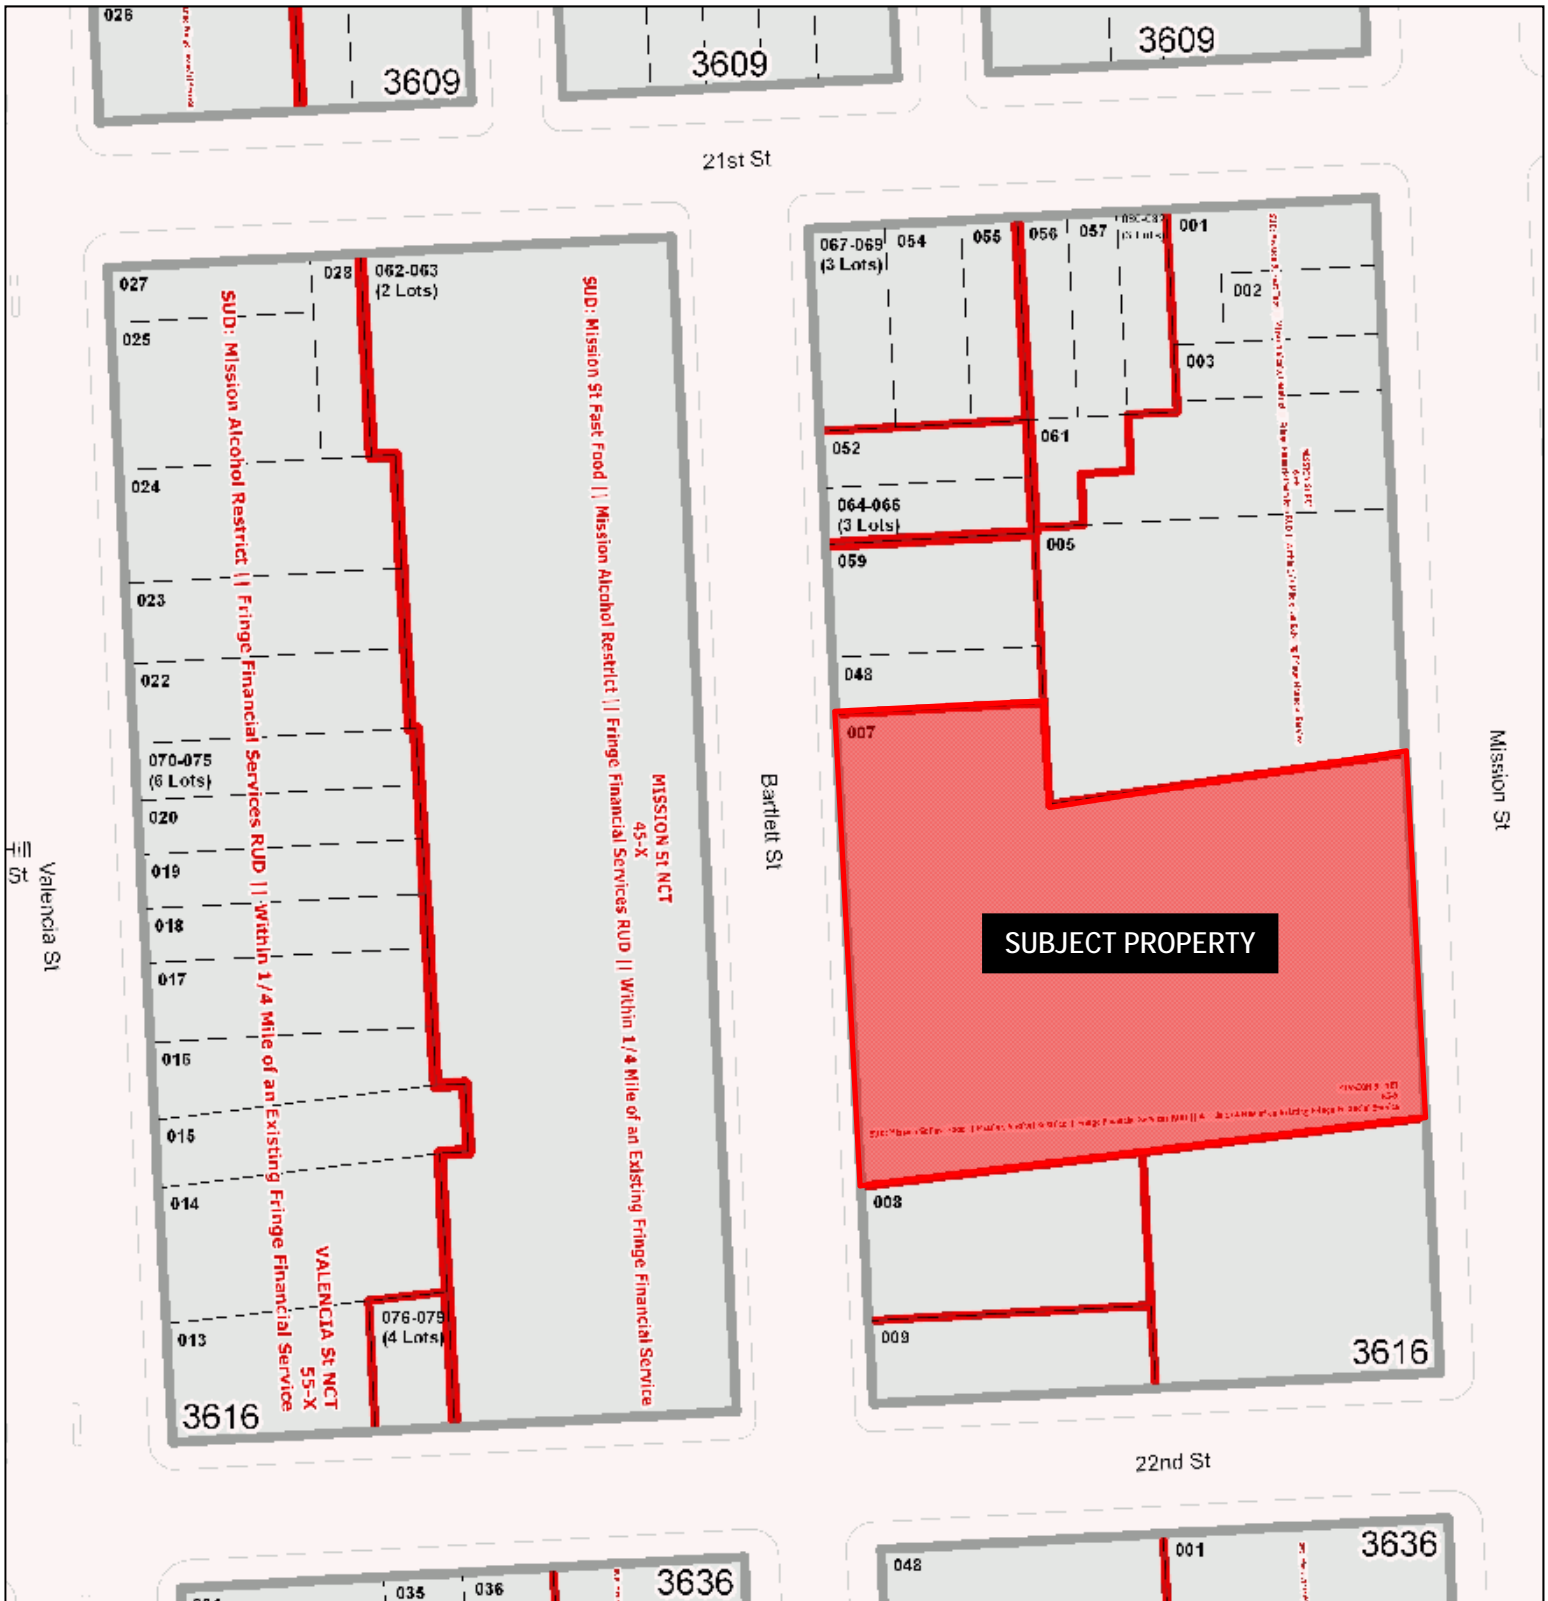 026
3609
3609
3609
21st St
027
028
062-063
(2 Lots)
025
024
023
022
070-075
(6 Lots)
020
019
018
017
016
015
014
013
076-079
(4 Lots)
3616
SUD: Mission Alcohol Restrict || Fringe Financial Services RUD || Within 1/4 Mile of an Existing Fringe Financial Service
VALENCIA St NCT
55-X
SUD: Mission St Fast Food || Mission Alcohol Restrict || Fringe Financial Services RUD || Within 1/4 Mile of an Existing Fringe Financial Service
MISSION St NCT
45-X
Hill
St
Valencia St
Bartlett St
Mission St
067-069
(3 Lots)
054
055
056
057
(3 Lots)
001
002
003
052
061
064-066
(3 Lots)
059
005
048
007
SUBJECT PROPERTY
008
009
3616
22nd St
035
036
3636
048
001
3636